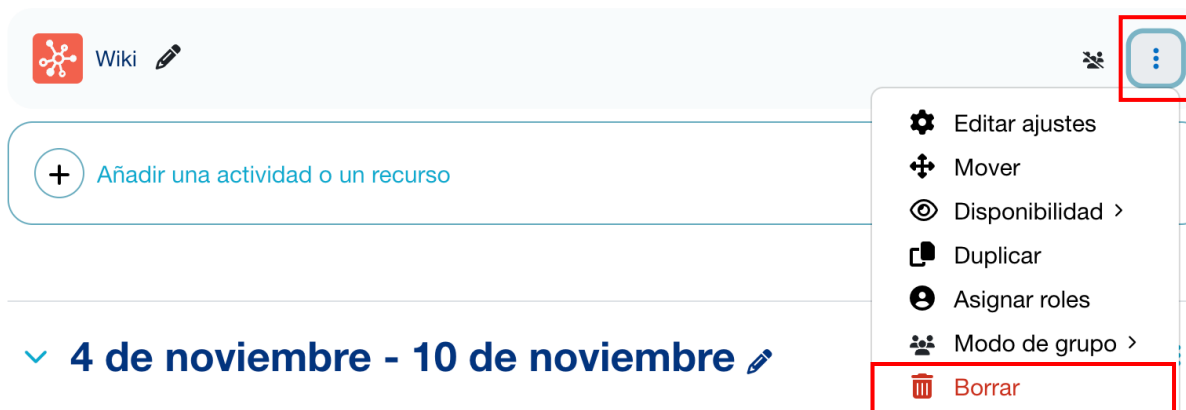 Wiki
Editar ajustes
Añadir una actividad o un recurso
Mover
Disponibilidad >
Duplicar
Asignar roles
Modo de grupo >
4 de noviembre - 10 de noviembre
Borrar